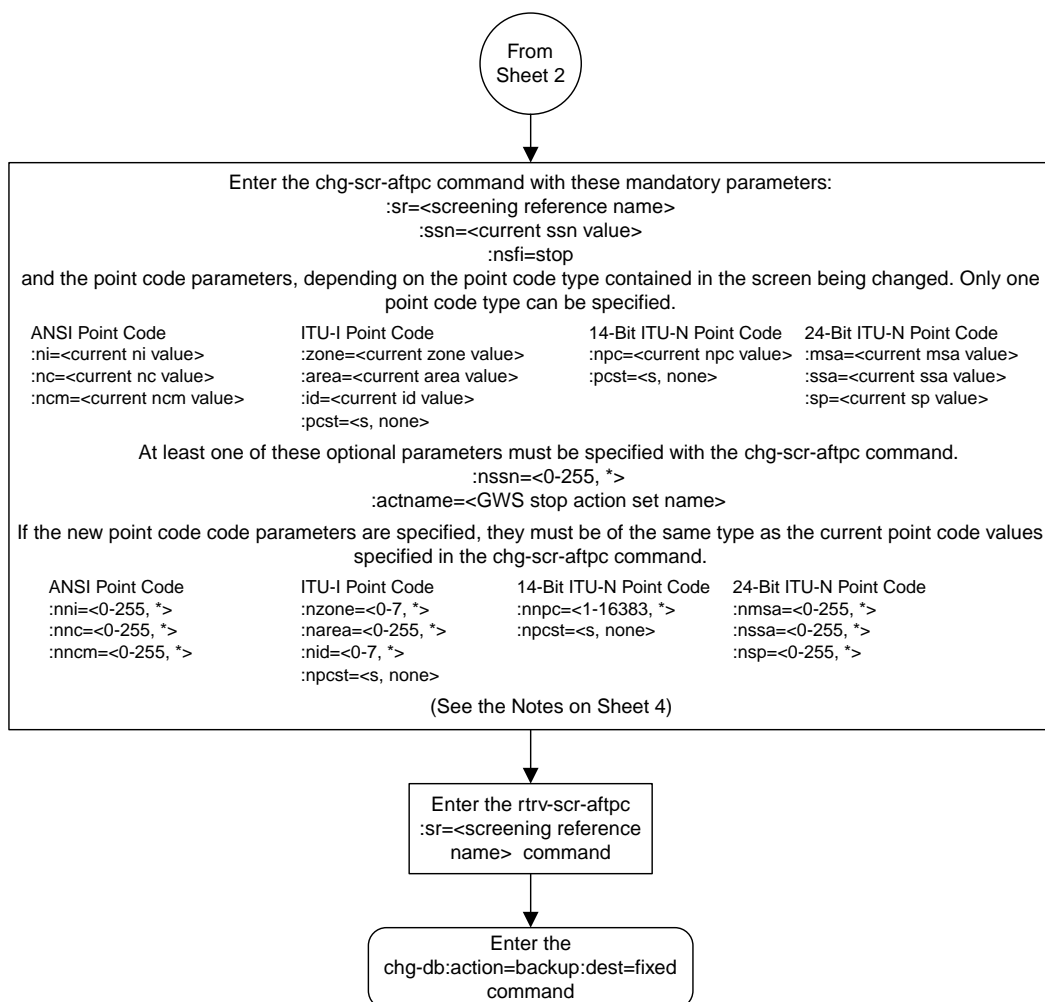 From
Sheet 2
Enter the chg-scr-aftpc command with these mandatory parameters:
:sr=<screening reference name>
:ssn=<current ssn value>
:nsfi=stop
and the point code parameters, depending on the point code type contained in the screen being changed. Only one
point code type can be specified.
ANSI Point Code
:ni=<current ni value>
:nc=<current nc value>
:ncm=<current ncm value>
ITU-I Point Code
:zone=<current zone value>
:area=<current area value>
:id=<current id value>
:pcst=<s, none>
14-Bit ITU-N Point Code
:npc=<current npc value>
:pcst=<s, none>
24-Bit ITU-N Point Code
:msa=<current msa value>
:ssa=<current ssa value>
:sp=<current sp value>
At least one of these optional parameters must be specified with the chg-scr-aftpc command.
:nssn=<0-255, *>
:actname=<GWS stop action set name>
If the new point code code parameters are specified, they must be of the same type as the current point code values
specified in the chg-scr-aftpc command.
ANSI Point Code
:nni=<0-255, *>
:nnc=<0-255, *>
:nncm=<0-255, *>
ITU-I Point Code
:nzone=<0-7, *>
:narea=<0-255, *>
:nid=<0-7, *>
:npcst=<s, none>
14-Bit ITU-N Point Code
:nnpc=<1-16383, *>
:npcst=<s, none>
24-Bit ITU-N Point Code
:nmsa=<0-255, *>
:nssa=<0-255, *>
:nsp=<0-255, *>
(See the Notes on Sheet 4)
Enter the rtrv-scr-aftpc
:sr=<screening reference
name> command
Enter the
chg-db:action=backup:dest=fixed
command